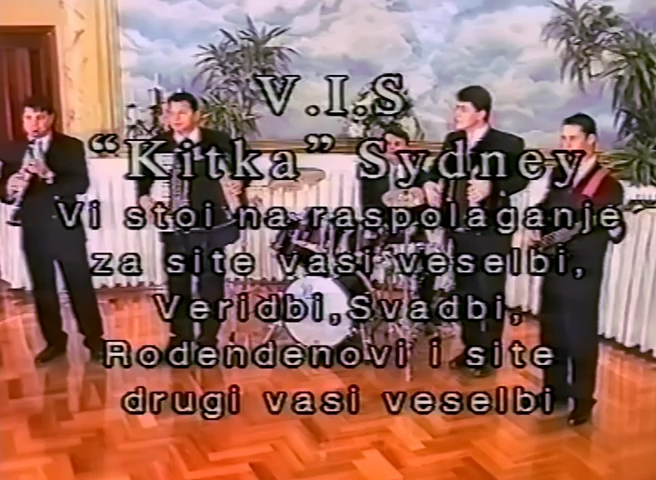 V.I.S
“Kitka” Sydney
Vi stoi na raspolaganje
za site vasi veselbi,
Veridbi,Svadbi,
Rodendenovi i site
drugi vasi veselbi